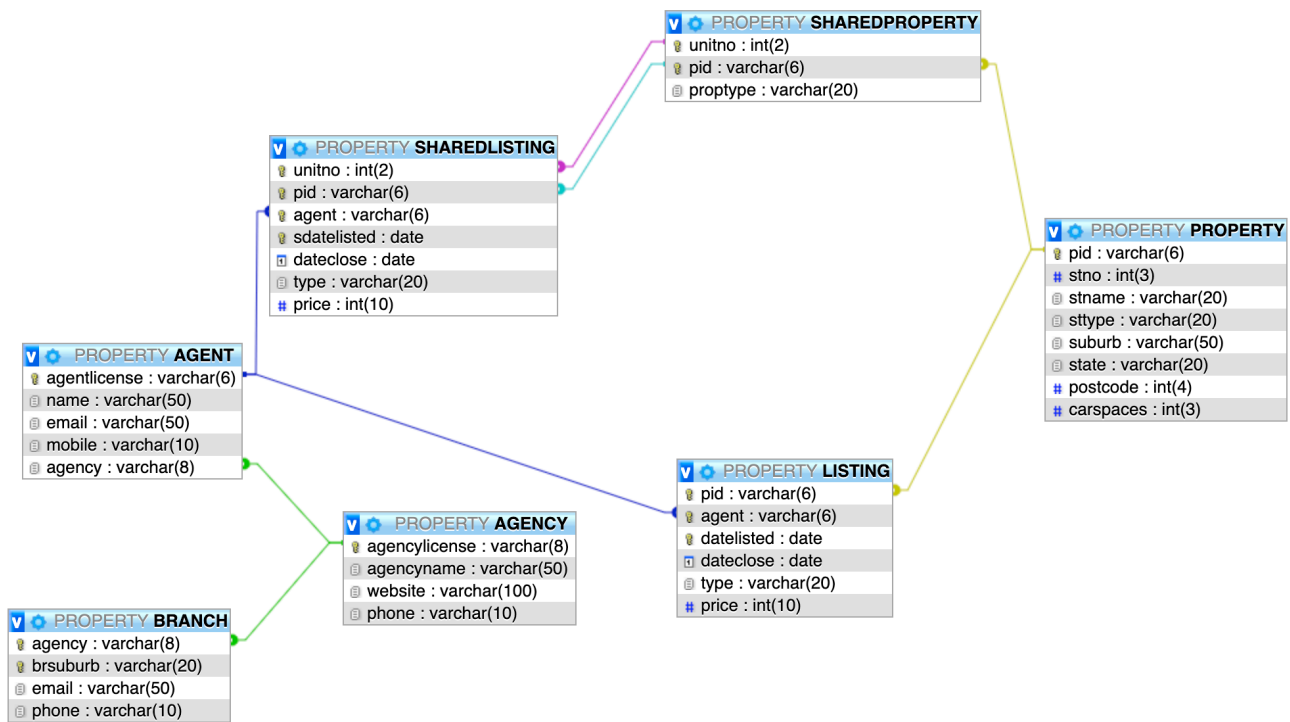 PROPERTY SHAREDPROPERTY
unitno : int(2)
pid : varchar(6)
proptype : varchar(20)
PROPERTY SHAREDLISTING
unitno : int(2)
pid : varchar(6)
agent : varchar(6)
sdatelisted : date
dateclose : date
type : varchar(20)
price : int(10)
PROPERTY PROPERTY
pid : varchar(6)
stno : int(3)
stname : varchar(20)
sttype : varchar(20)
suburb : varchar(50)
state : varchar(20)
postcode : int(4)
carspaces : int(3)
PROPERTY AGENT
agentlicense : varchar(6)
name : varchar(50)
email : varchar(50)
mobile : varchar(10)
agency : varchar(8)
PROPERTY LISTING
pid : varchar(6)
agent : varchar(6)
datelisted : date
dateclose : date
type : varchar(20)
price : int(10)
PROPERTY AGENCY
agencylicense : varchar(8)
agencyname : varchar(50)
website : varchar(100)
phone : varchar(10)
PROPERTY BRANCH
agency : varchar(8)
brsuburb : varchar(20)
email : varchar(50)
phone : varchar(10)